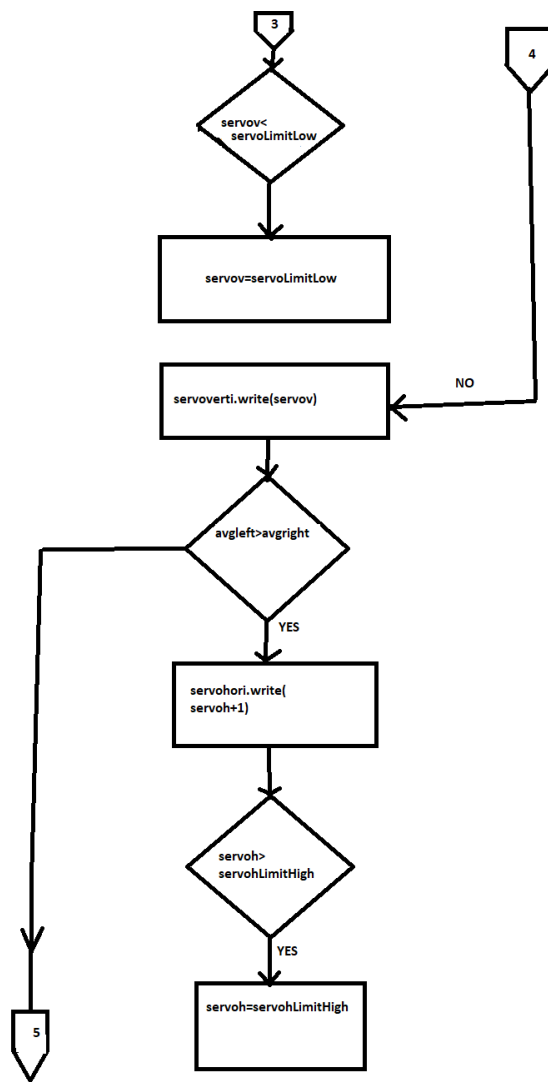 3
4
servov<
servoLimitLow
servov=servoLimitLow
NO
servoverti.write(servov)
avgleft>avgright
YES
servohori.write(
servoh+1)
servoh>
servohLimitHigh
YES
servoh=servohLimitHigh
5